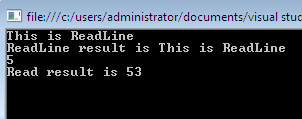 file:///c:/users/administrator/documents/visual stud
This is ReadLine
ReadLine result is This is ReadLine
5
Read result is 53